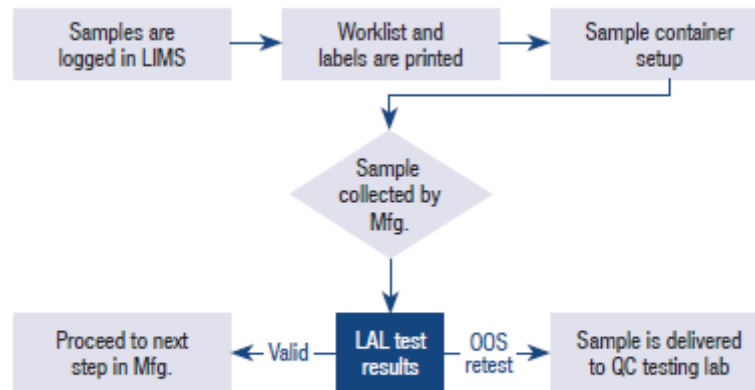 Samples are
logged in LIMS
Worklist and
labels are printed
Sample container
setup
Sample
collected by
Mfg.
Proceed to next
step in Mfg.
Valid
LAL test
results
OOS
retest
Sample is delivered
to QC testing lab